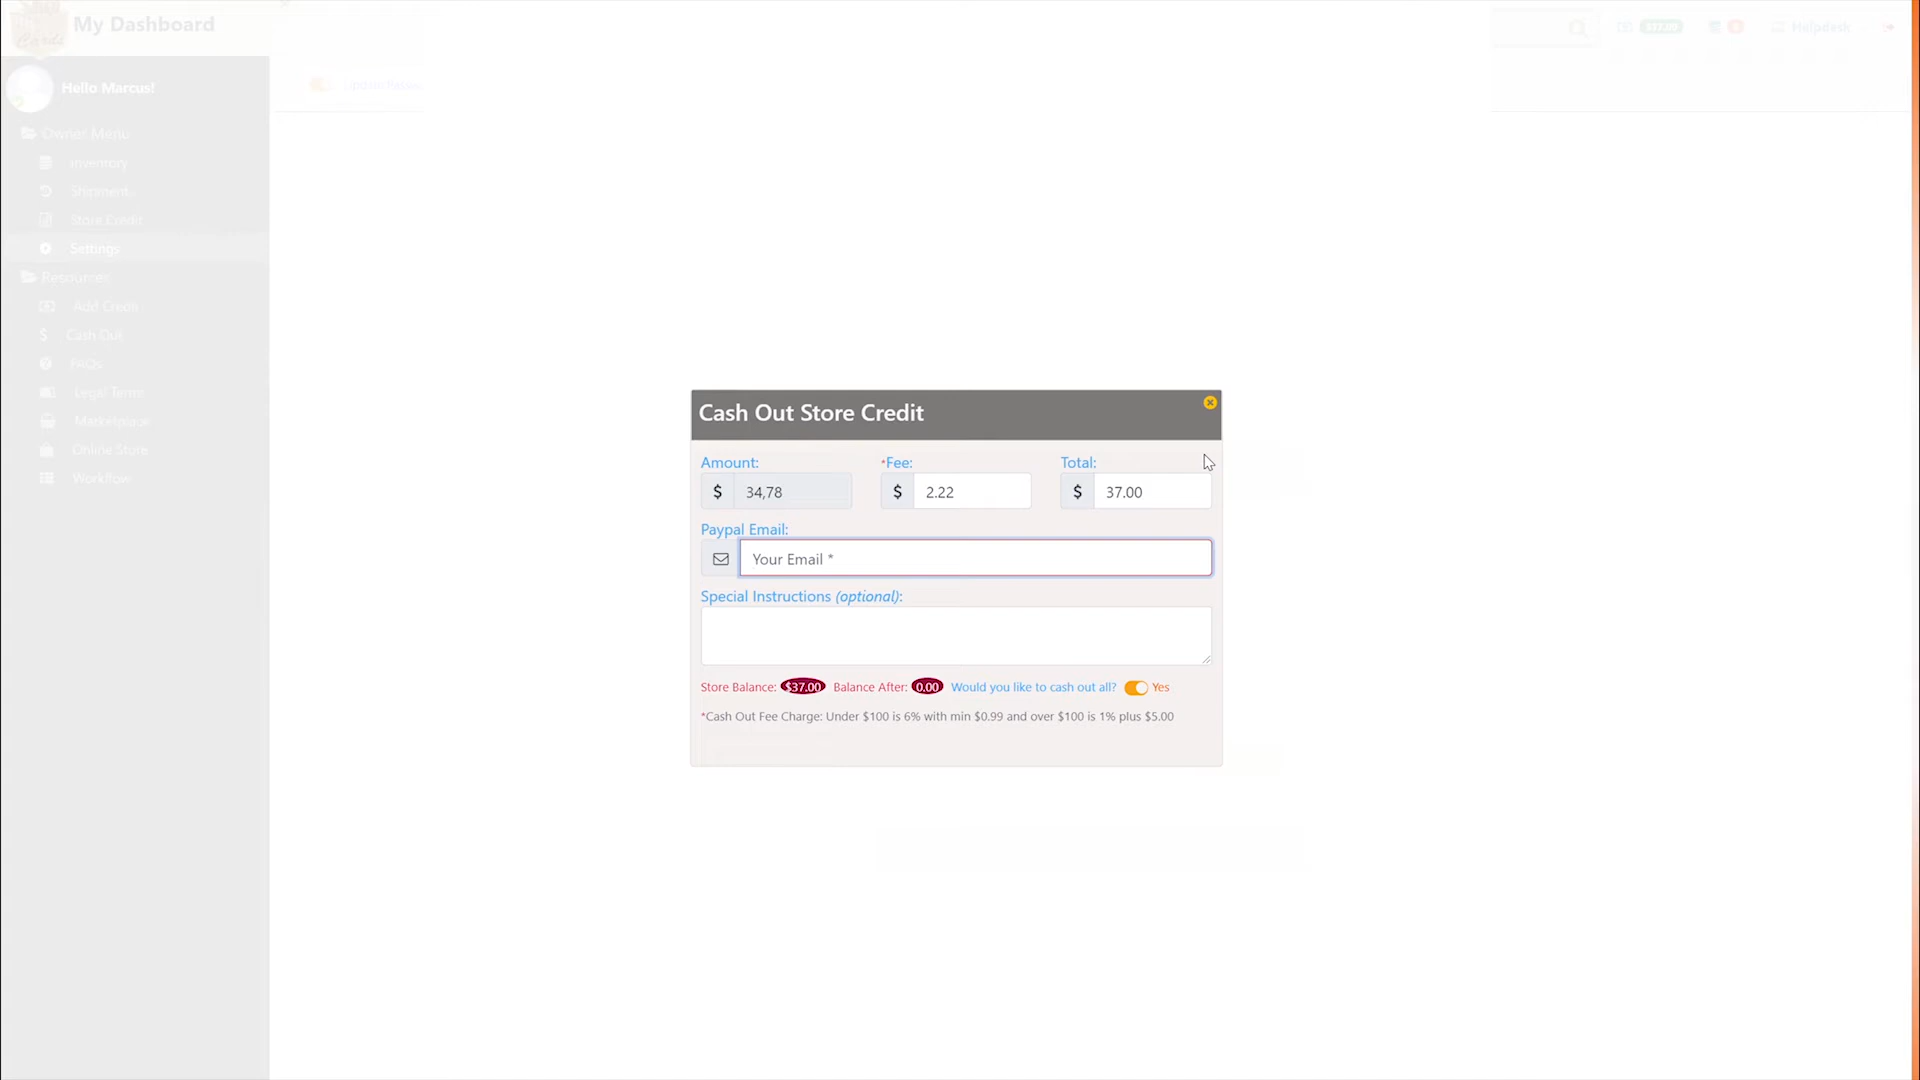 My Dashboard
Helpdesk
Hello Marcus!
Owner Menu
Inventory
Shipment
Store Credit
Settings
Resources
Add Credit
Cash Out
FAQs
Legal Terms
Marketplace
Online Store
Workflow
Cash Out Store Credit
Amount: *Fee: Total:
$ 34,78 $ 2.22 $ 37.00
Paypal Email:
Your Email *
Special Instructions (optional):
Store Balance: $37.00 Balance After: 0.00 Would you like to cash out all? Yes
*Cash Out Fee Charge: Under $100 is 6% with min $0.99 and over $100 is 1% plus $5.00